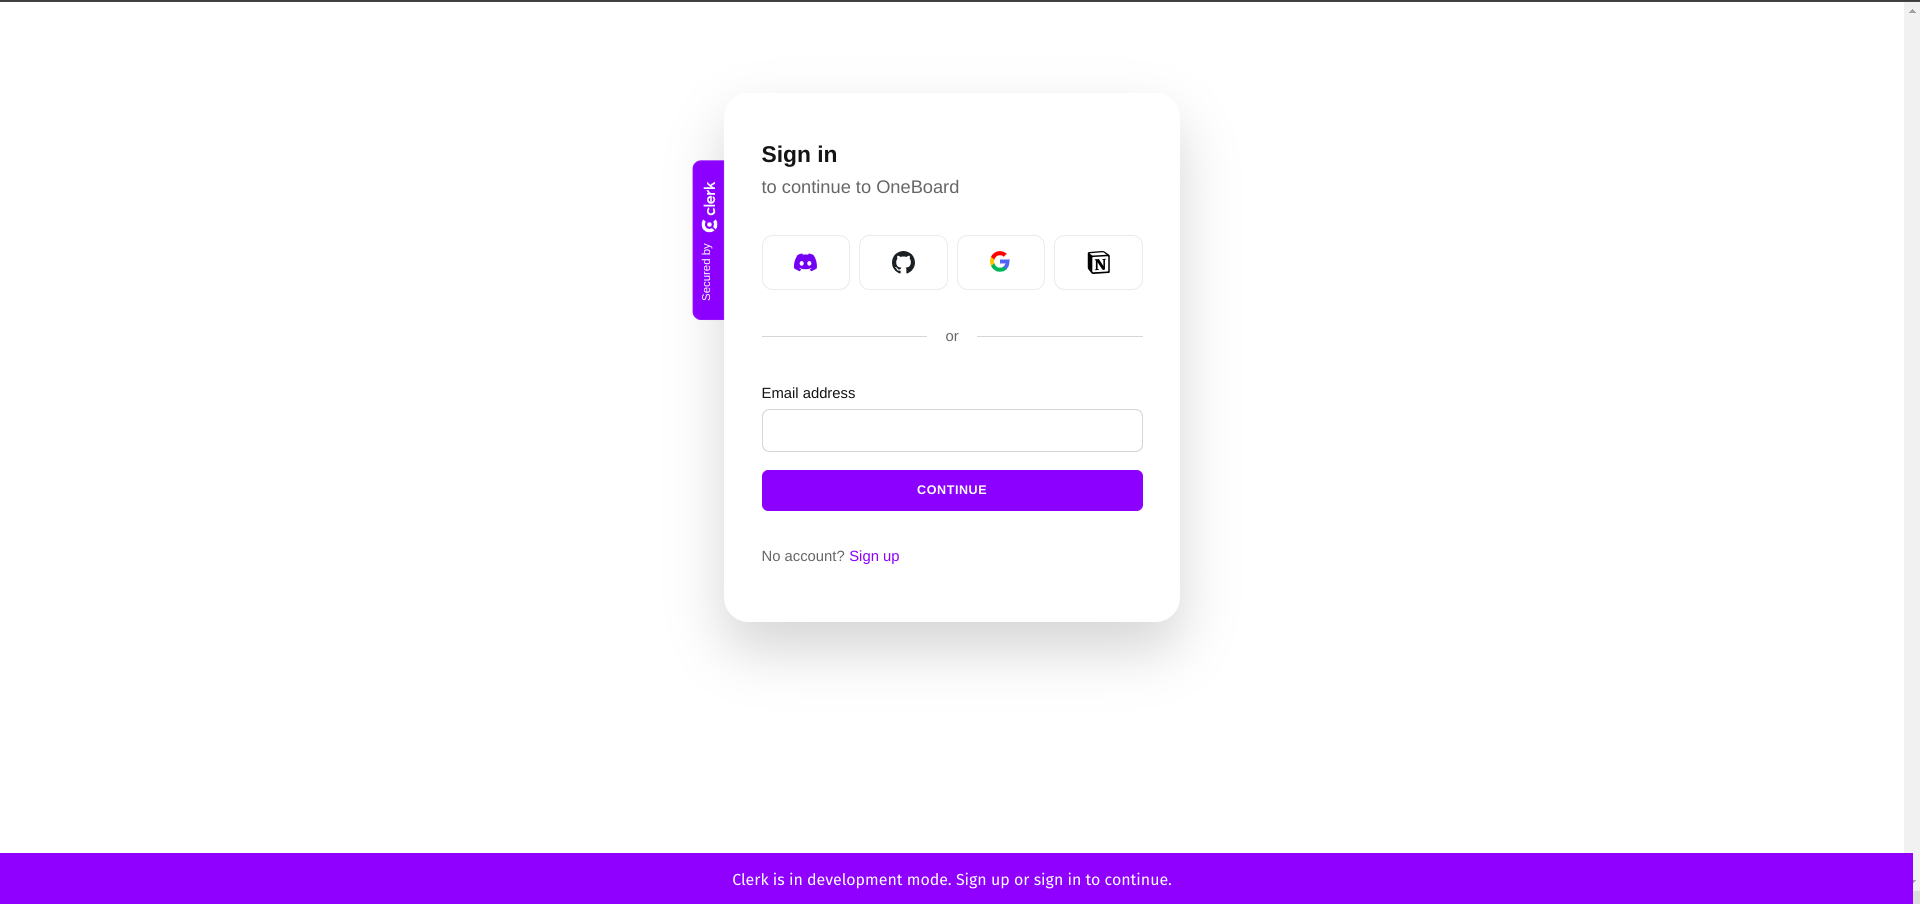 Sign in
to continue to OneBoard
Secured by clerk
or
Email address
CONTINUE
No account? Sign up
Clerk is in development mode. Sign up or sign in to continue.